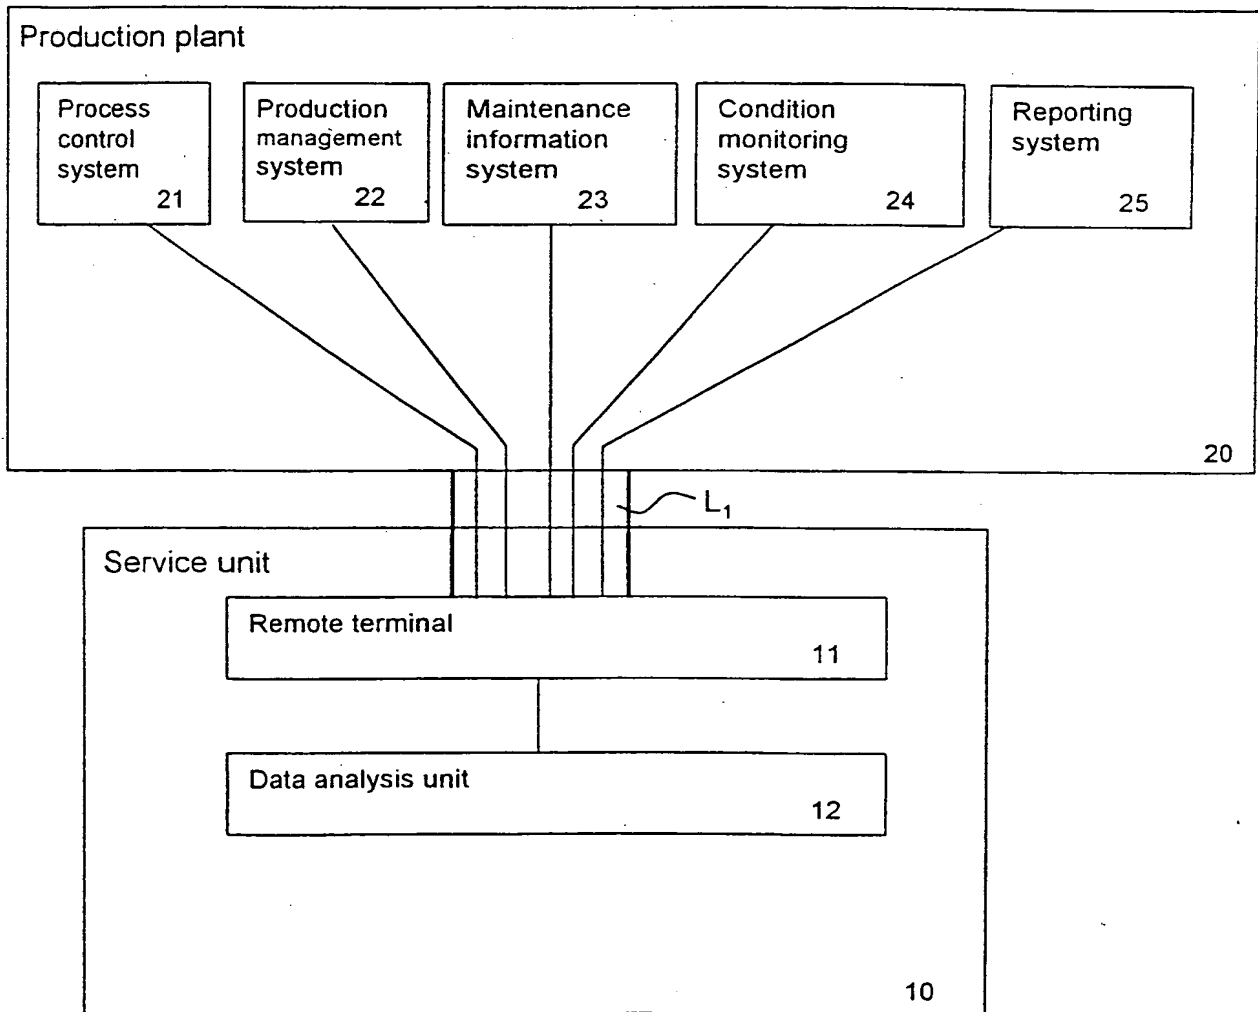 Production plant
Process
control
system
21
Production
management
system
22
Maintenance
information
system
23
Condition
monitoring
system
24
Reporting
system
25
20
L1
Service unit
Remote terminal
11
Data analysis unit
12
10